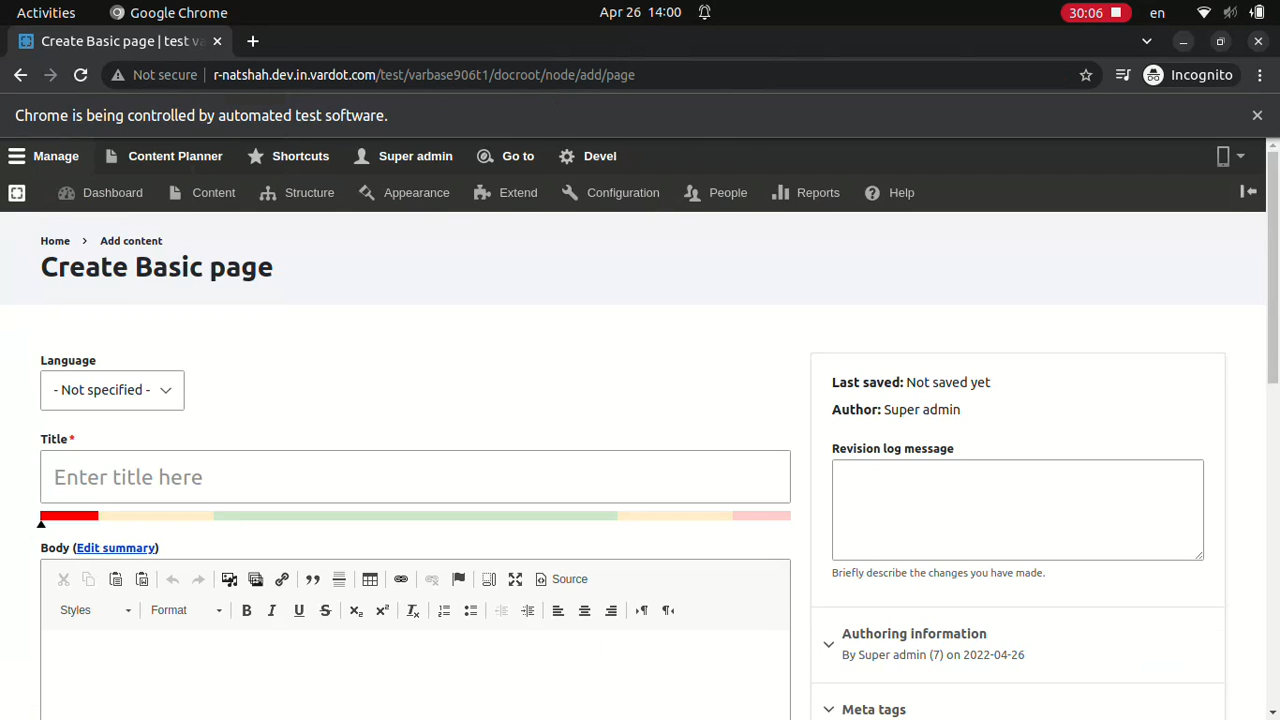 Activities Google Chrome Apr 26 14:00 30:06 en
Create Basic page | test va
Not secure r-natshah.dev.in.vardot.com/test/varbase906t1/docroot/node/add/page Incognito
Chrome is being controlled by automated test software.
Manage Content Planner Shortcuts Super admin Go to Devel
Dashboard Content Structure Appearance Extend Configuration People Reports Help
Home › Add content
Create Basic page
Language
- Not specified -
Title*
Enter title here
Body (Edit summary)
Source
Styles Format B I U S
Last saved: Not saved yet
Author: Super admin
Revision log message
Briefly describe the changes you have made.
Authoring information
By Super admin (7) on 2022-04-26
Meta tags